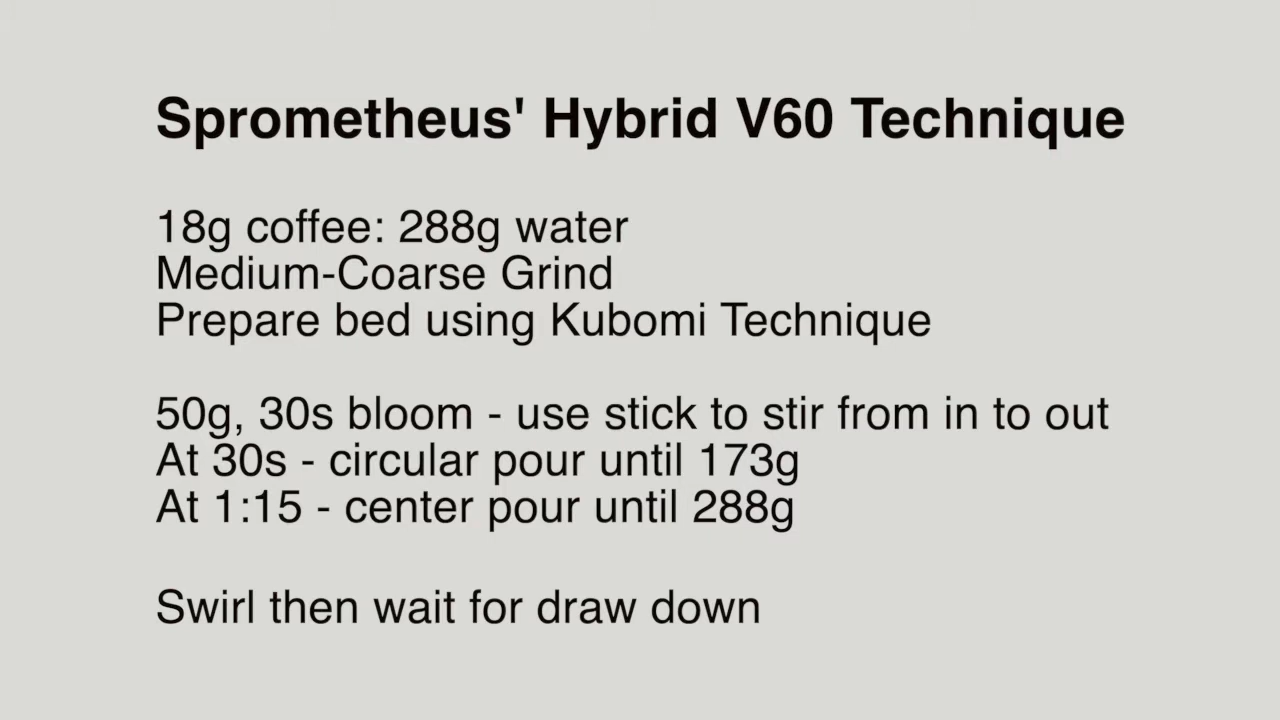 Sprometheus' Hybrid V60 Technique
18g coffee: 288g water
Medium-Coarse Grind
Prepare bed using Kubomi Technique
50g, 30s bloom - use stick to stir from in to out
At 30s - circular pour until 173g
At 1:15 - center pour until 288g
Swirl then wait for draw down